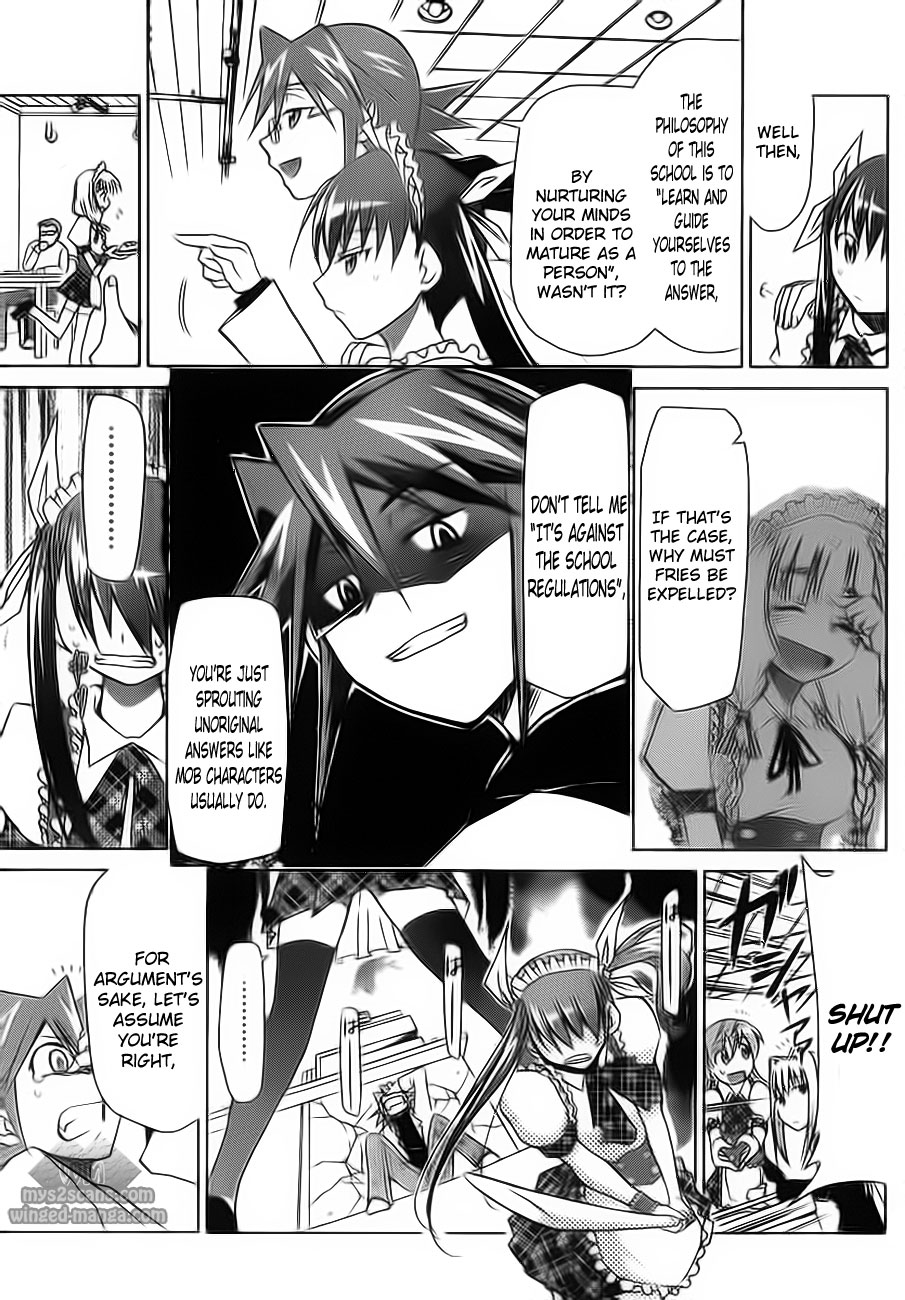 WELL
THEN,
THE
PHILOSOPHY
OF THIS
SCHOOL IS TO
"LEARN AND
GUIDE
YOURSELVES
TO THE
ANSWER,
BY
NURTURING
YOUR MINDS
IN ORDER TO
MATURE AS A
PERSON",
WASN'T IT?
IF THAT'S
THE CASE,
WHY MUST
FRIES BE
EXPELLED?
DON'T TELL ME
"IT'S AGAINST
THE SCHOOL
REGULATIONS",
YOU'RE JUST
SPROUTING
UNORIGINAL
ANSWERS LIKE
MOB CHARACTERS
USUALLY DO.
..........
SHUT
UP!!
は
は
..........
FOR
ARGUMENT'S
SAKE, LET'S
ASSUME
YOU'RE
RIGHT,
mys2scans.com
winged-manga.com